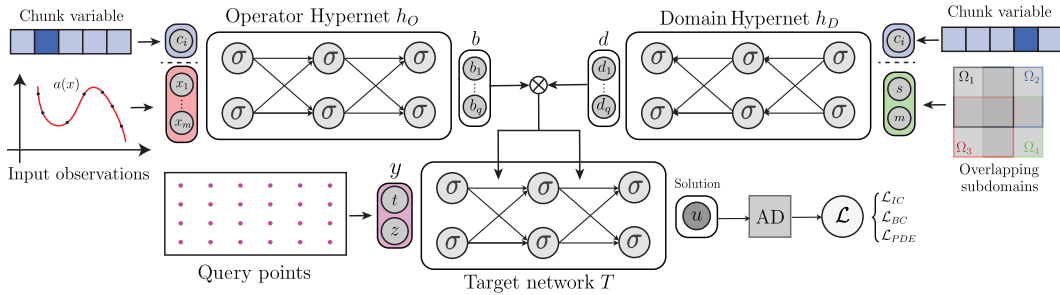 Chunk variable
Operator Hypernet h_O
Domain Hypernet h_D
Chunk variable
c_i
σ σ σ
σ σ σ
b
b_1
b_q
⊗
d
d_1
d_q
σ σ σ
σ σ σ
c_i
a(x)
x_1
x_m
s
m
Ω_1 Ω_2
Ω_3 Ω_4
Input observations
Overlapping
subdomains
Query points
y
t
z
σ σ σ
σ σ σ
Target network T
Solution
u
AD
ℒ
ℒ_IC
ℒ_BC
ℒ_PDE